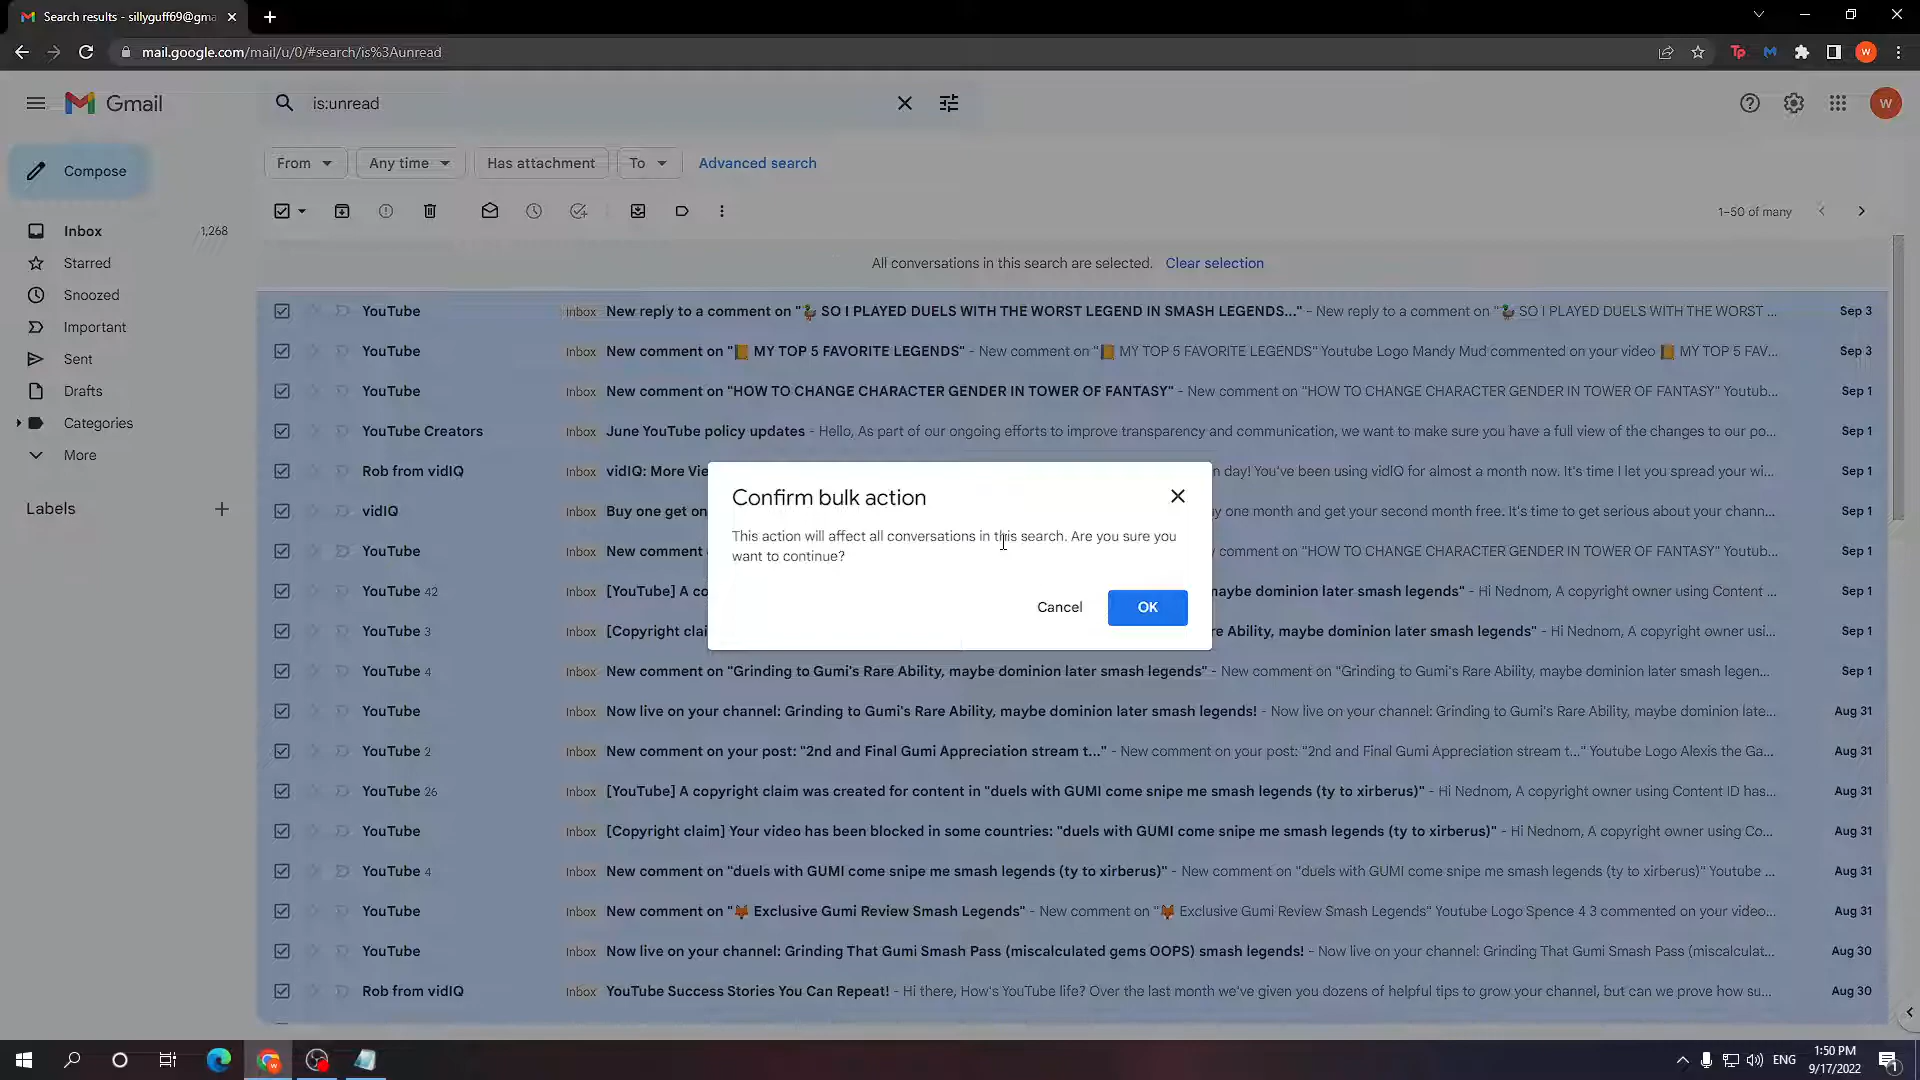 Search results - sillyguff69@gma
mail.google.com/mail/u/0/#search/is%3Aunread
Tp
W
Gmail
is:unread
W
From
Any time
Has attachment
To
Advanced search
Compose
1–50 of many
Inbox 1,268
Starred
Snoozed
Important
Sent
Drafts
Categories
More
Labels
All conversations in this search are selected. Clear selection
YouTube Inbox New reply to a comment on "🦆 SO I PLAYED DUELS WITH THE WORST LEGEND IN SMASH LEGENDS..." - New reply to a comment on "🦆 SO I PLAYED DUELS WITH THE WORST ... Sep 3
YouTube Inbox New comment on "📙 MY TOP 5 FAVORITE LEGENDS" - New comment on "📙 MY TOP 5 FAVORITE LEGENDS" Youtube Logo Mandy Mud commented on your video 📙 MY TOP 5 FAV... Sep 3
YouTube Inbox New comment on "HOW TO CHANGE CHARACTER GENDER IN TOWER OF FANTASY" - New comment on "HOW TO CHANGE CHARACTER GENDER IN TOWER OF FANTASY" Youtub... Sep 1
YouTube Creators Inbox June YouTube policy updates - Hello, As part of our ongoing efforts to improve transparency and communication, we want to make sure you have a full view of the changes to our po... Sep 1
Rob from vidIQ Inbox vidIQ: More Vie n day! You've been using vidIQ for almost a month now. It's time I let you spread your wi... Sep 1
vidIQ Inbox Buy one get on y one month and get your second month free. It's time to get serious about your chann... Sep 1
YouTube Inbox New comment comment on "HOW TO CHANGE CHARACTER GENDER IN TOWER OF FANTASY" Youtub... Sep 1
YouTube 42 Inbox [YouTube] A co naybe dominion later smash legends" - Hi Nednom, A copyright owner using Content ... Sep 1
YouTube 3 Inbox [Copyright clai re Ability, maybe dominion later smash legends" - Hi Nednom, A copyright owner usi... Sep 1
YouTube 4 Inbox New comment on "Grinding to Gumi's Rare Ability, maybe dominion later smash legends" - New comment on "Grinding to Gumi's Rare Ability, maybe dominion later smash legen... Sep 1
YouTube Inbox Now live on your channel: Grinding to Gumi's Rare Ability, maybe dominion later smash legends! - Now live on your channel: Grinding to Gumi's Rare Ability, maybe dominion late... Aug 31
YouTube 2 Inbox New comment on your post: "2nd and Final Gumi Appreciation stream t..." - New comment on your post: "2nd and Final Gumi Appreciation stream t..." Youtube Logo Alexis the Ga... Aug 31
YouTube 26 Inbox [YouTube] A copyright claim was created for content in "duels with GUMI come snipe me smash legends (ty to xirberus)" - Hi Nednom, A copyright owner using Content ID has... Aug 31
YouTube Inbox [Copyright claim] Your video has been blocked in some countries: "duels with GUMI come snipe me smash legends (ty to xirberus)" - Hi Nednom, A copyright owner using Co... Aug 31
YouTube 4 Inbox New comment on "duels with GUMI come snipe me smash legends (ty to xirberus)" - New comment on "duels with GUMI come snipe me smash legends (ty to xirberus)" Youtube ... Aug 31
YouTube Inbox New comment on "🦊 Exclusive Gumi Review Smash Legends" - New comment on "🦊 Exclusive Gumi Review Smash Legends" Youtube Logo Spence 4 3 commented on your video... Aug 31
YouTube Inbox Now live on your channel: Grinding That Gumi Smash Pass (miscalculated gems OOPS) smash legends! - Now live on your channel: Grinding That Gumi Smash Pass (miscalculat... Aug 30
Rob from vidIQ Inbox YouTube Success Stories You Can Repeat! - Hi there, How's YouTube life? Over the last month we've given you dozens of helpful tips to grow your channel, but can we prove how su... Aug 30
Confirm bulk action
This action will affect all conversations in this search. Are you sure you
want to continue?
Cancel
OK
ENG
1:50 PM
9/17/2022
1